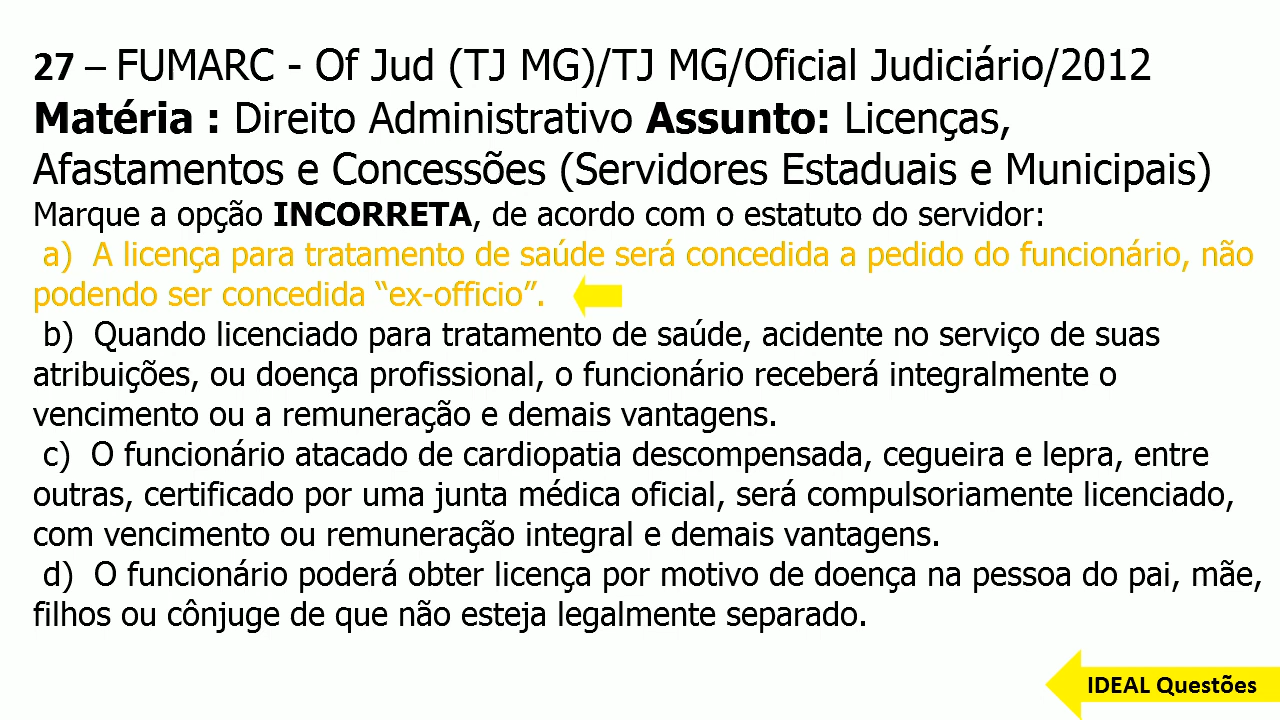 27 – FUMARC - Of Jud (TJ MG)/TJ MG/Oficial Judiciário/2012
Matéria : Direito Administrativo Assunto: Licenças,
Afastamentos e Concessões (Servidores Estaduais e Municipais)
Marque a opção INCORRETA, de acordo com o estatuto do servidor:
a) A licença para tratamento de saúde será concedida a pedido do funcionário, não
podendo ser concedida “ex-officio”.
b) Quando licenciado para tratamento de saúde, acidente no serviço de suas
atribuições, ou doença profissional, o funcionário receberá integralmente o
vencimento ou a remuneração e demais vantagens.
c) O funcionário atacado de cardiopatia descompensada, cegueira e lepra, entre
outras, certificado por uma junta médica oficial, será compulsoriamente licenciado,
com vencimento ou remuneração integral e demais vantagens.
d) O funcionário poderá obter licença por motivo de doença na pessoa do pai, mãe,
filhos ou cônjuge de que não esteja legalmente separado.
IDEAL Questões